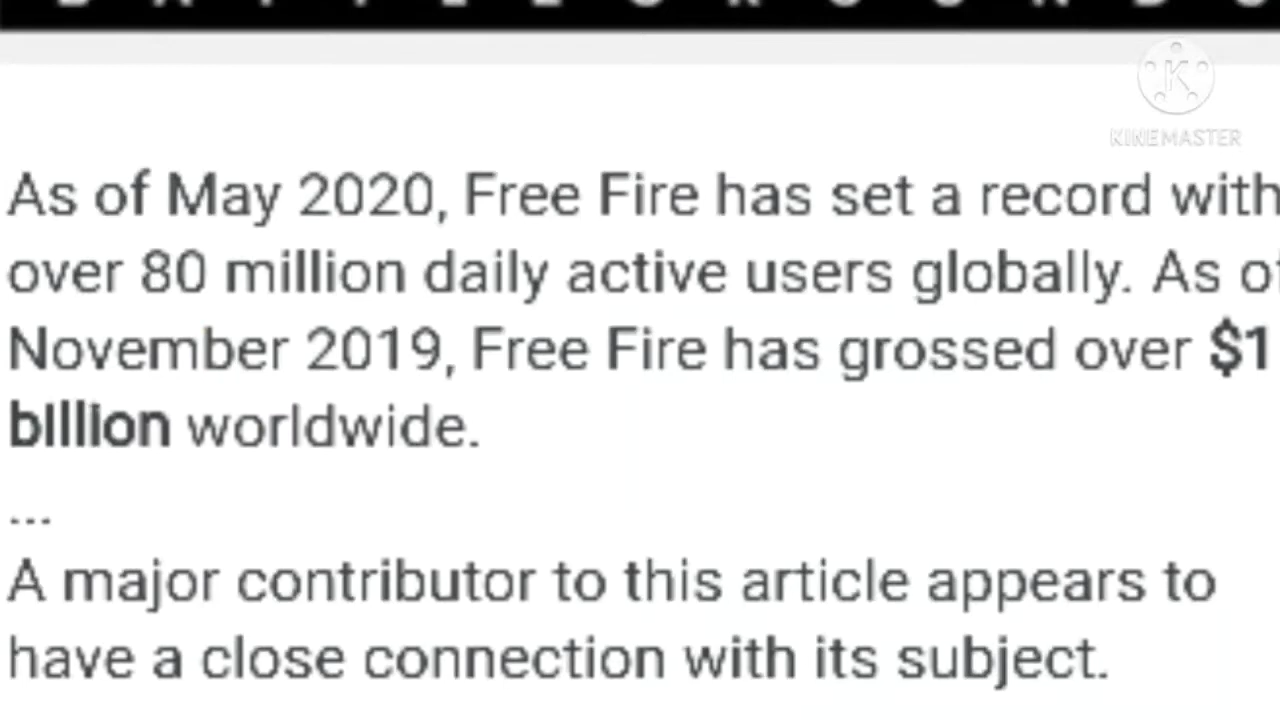 KINEMASTER
As of May 2020, Free Fire has set a record with
over 80 million daily active users globally. As of
November 2019, Free Fire has grossed over $1
billion worldwide.
...
A major contributor to this article appears to
have a close connection with its subject.